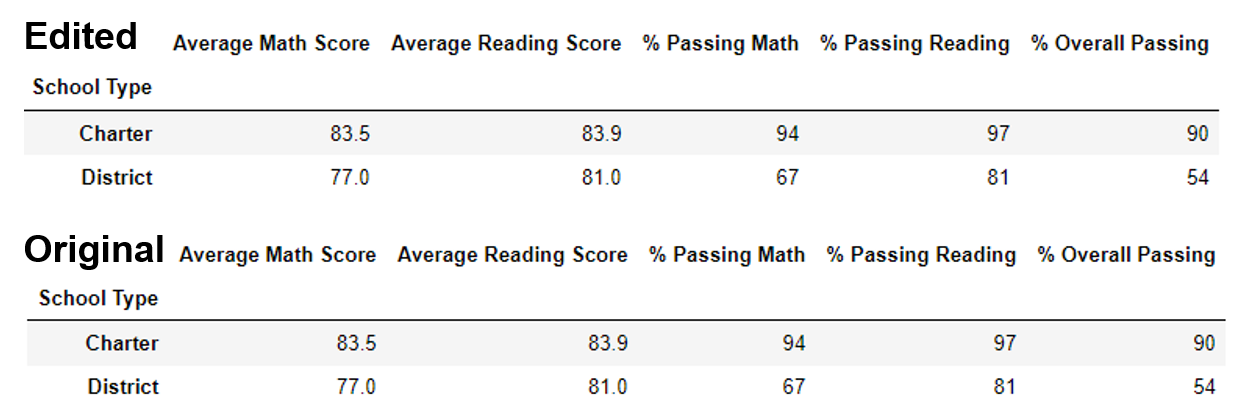 Edited Average Math Score Average Reading Score % Passing Math % Passing Reading % Overall Passing
School Type
Charter 83.5 83.9 94 97 90
District 77.0 81.0 67 81 54
Original Average Math Score Average Reading Score % Passing Math % Passing Reading % Overall Passing
School Type
Charter 83.5 83.9 94 97 90
District 77.0 81.0 67 81 54